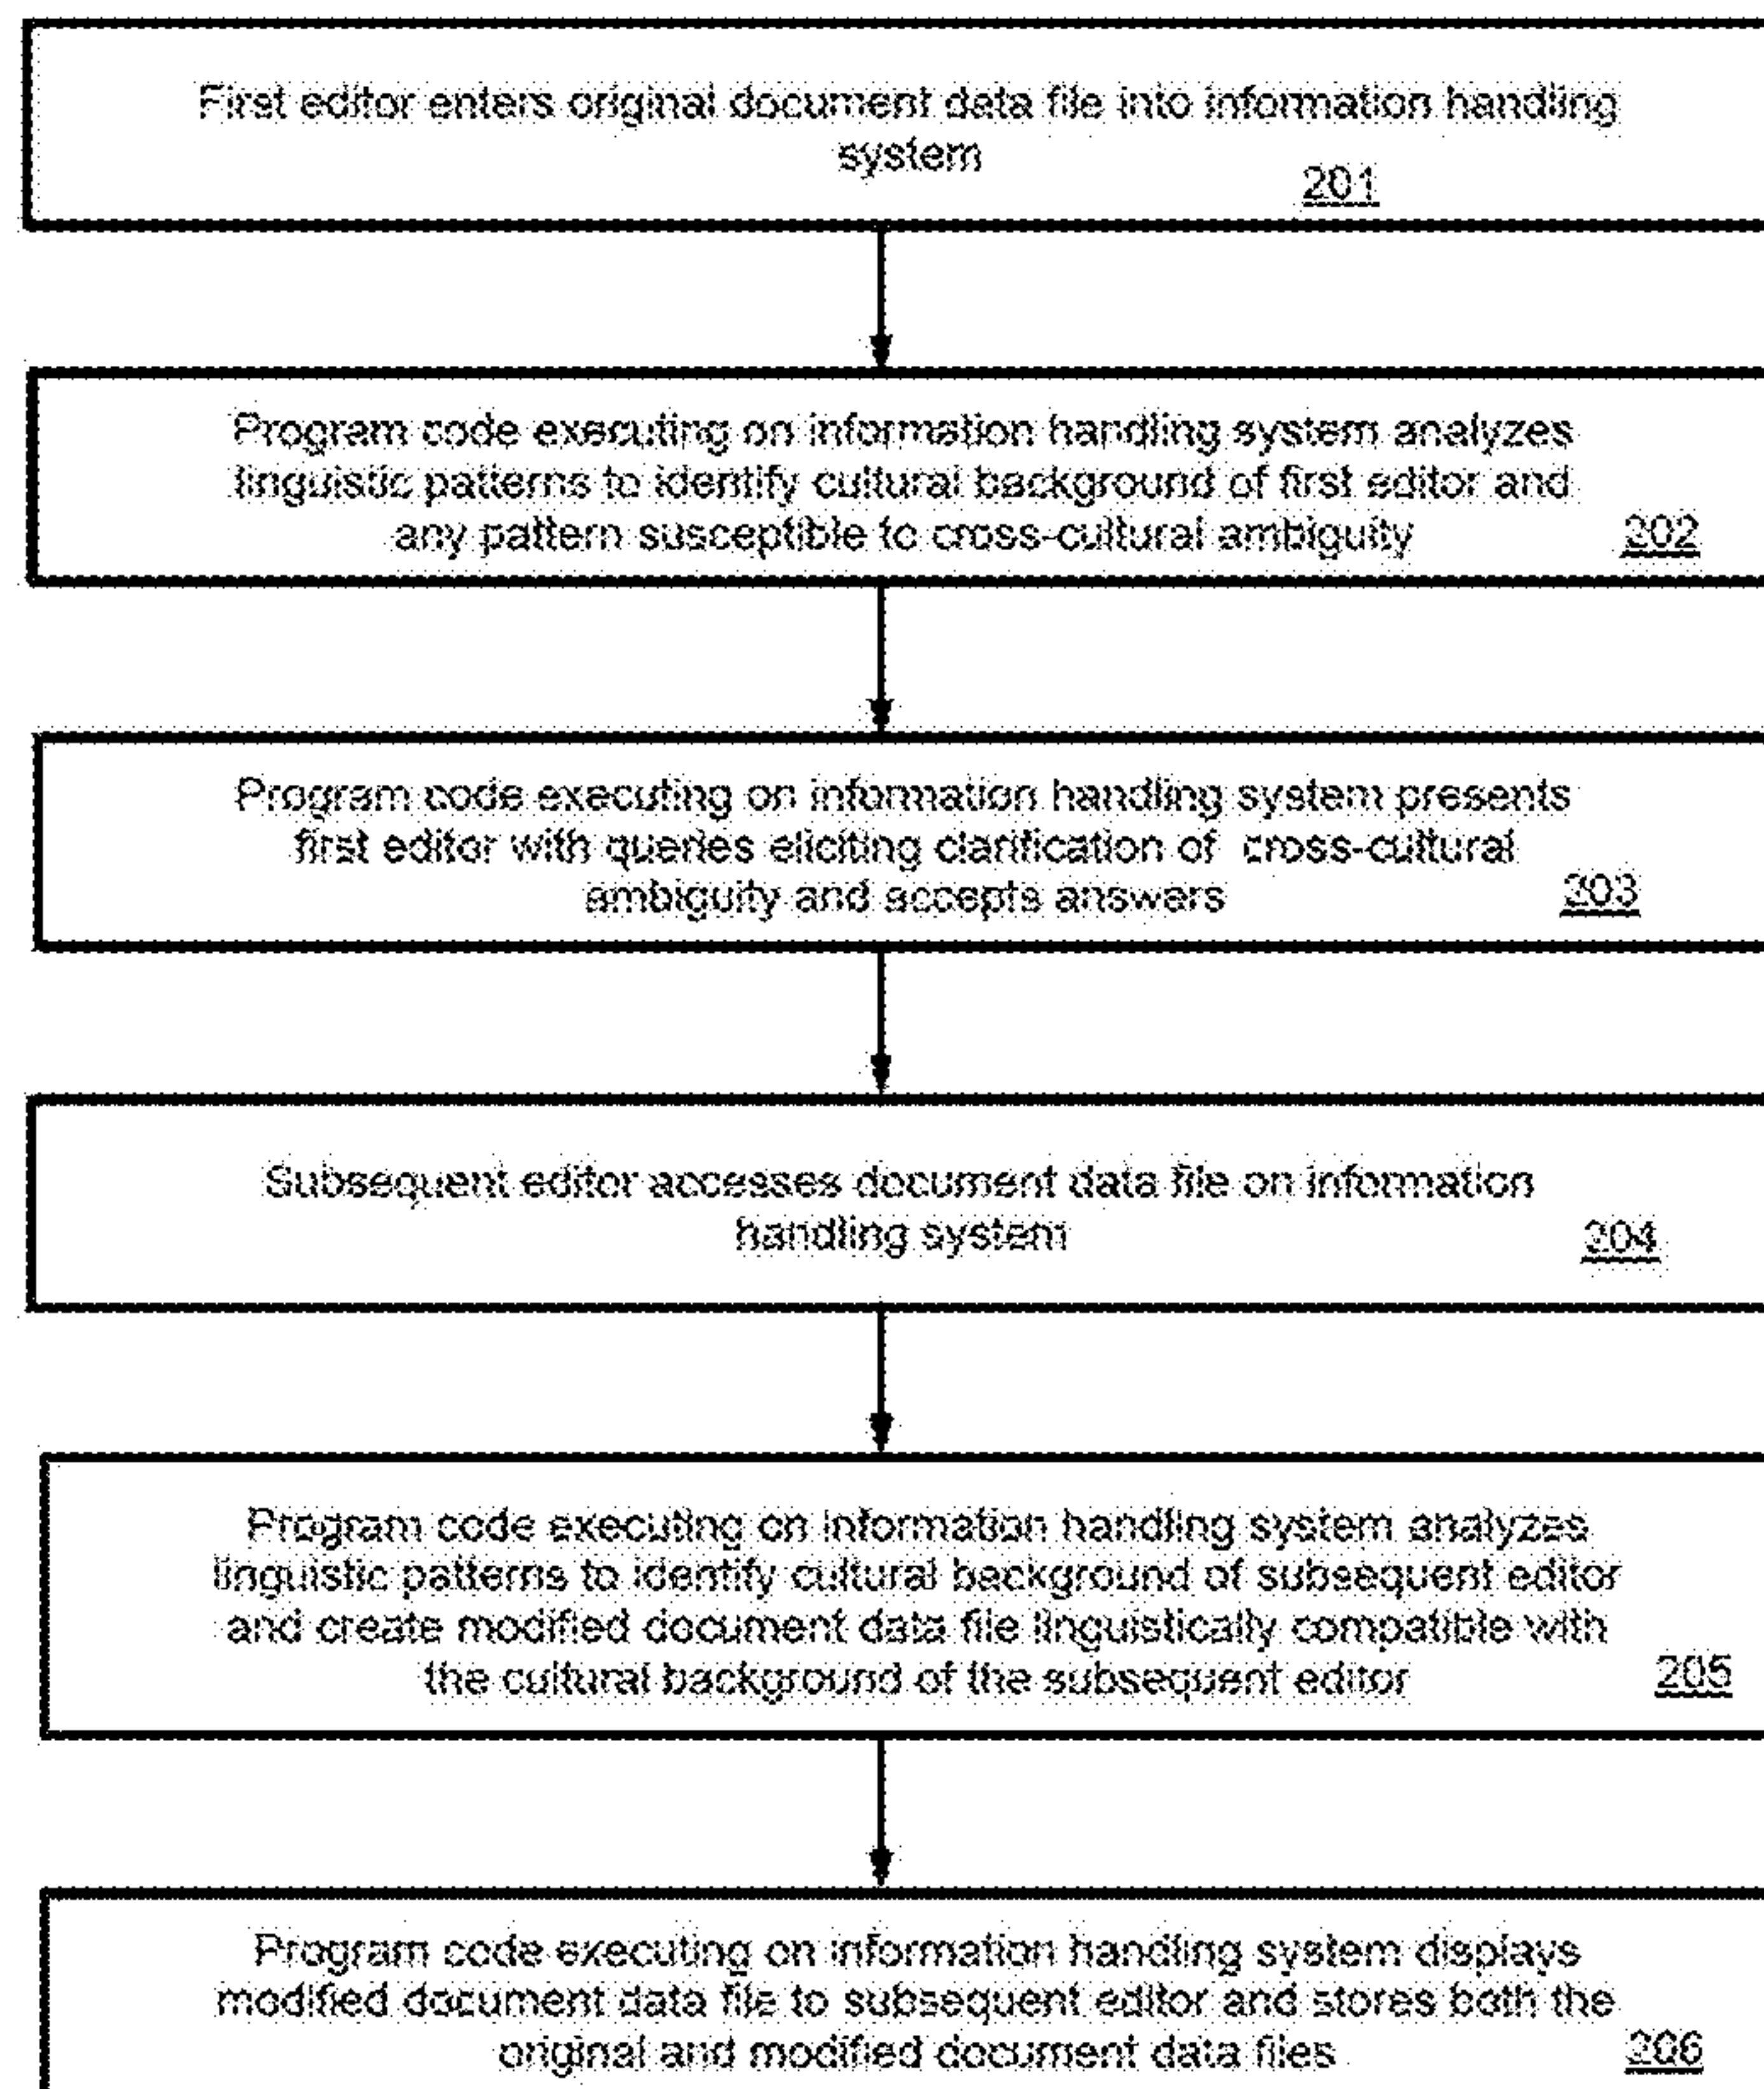 First editor enters original document data file into information handling
system
201
Program code executing on information handling system analyzes
linguistic patterns to identify cultural background of first editor and
any pattern susceptible to cross-cultural ambiguity
202
Program code executing on information handling system presents
first editor with queries eliciting clarification of cross-cultural
ambiguity and accepts answers
203
Subsequent editor accesses document data file on information
handling system
204
Program code executing on information handling system analyzes
linguistic patterns to identify cultural background of subsequent editor
and create modified document data file linguistically compatible with
the cultural background of the subsequent editor
205
Program code executing on information handling system displays
modified document data file to subsequent editor and stores both the
original and modified document data files
206